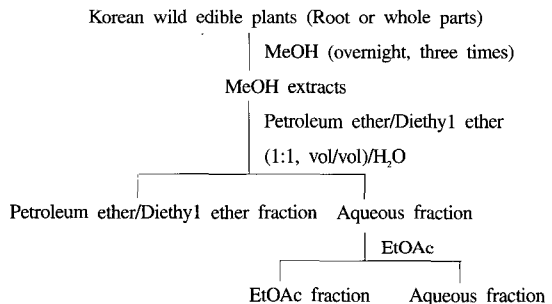 Korean wild edible plants (Root or whole parts)
MeOH (overnight, three times)
MeOH extracts
Petroleum ether/Diethy1 ether
(1:1, vol/vol)/H₂O
Petroleum ether/Diethy1 ether fraction Aqueous fraction
EtOAc
EtOAc fraction Aqueous fraction